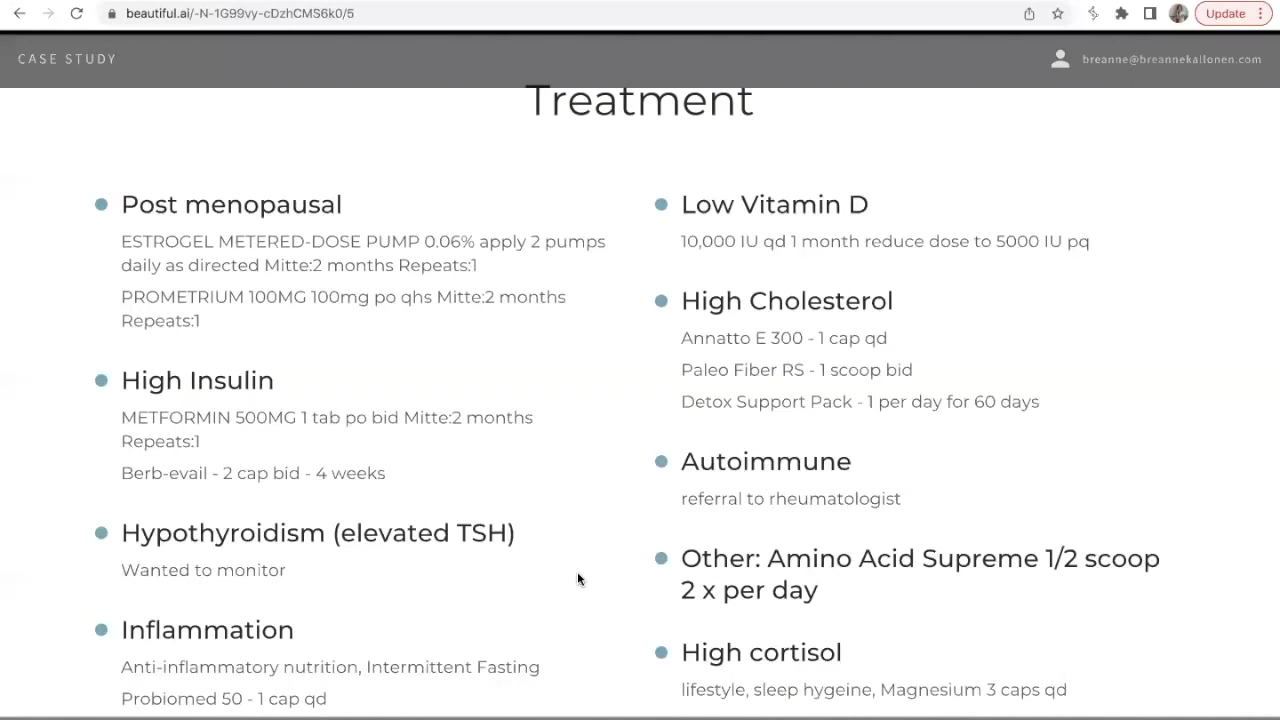 beautiful.ai/-N-1G99vy-cDzhCMS6k0/5
Update
CASE STUDY
breanne@breannekallonen.com
Treatment
Post menopausal
ESTROGEL METERED-DOSE PUMP 0.06% apply 2 pumps
daily as directed Mitte:2 months Repeats:1
PROMETRIUM 100MG 100mg po qhs Mitte:2 months
Repeats:1
High Insulin
METFORMIN 500MG 1 tab po bid Mitte:2 months
Repeats:1
Berb-evail - 2 cap bid - 4 weeks
Hypothyroidism (elevated TSH)
Wanted to monitor
Inflammation
Anti-inflammatory nutrition, Intermittent Fasting
Probiomed 50 - 1 cap qd
Low Vitamin D
10,000 IU qd 1 month reduce dose to 5000 IU pq
High Cholesterol
Annatto E 300 - 1 cap qd
Paleo Fiber RS - 1 scoop bid
Detox Support Pack - 1 per day for 60 days
Autoimmune
referral to rheumatologist
Other: Amino Acid Supreme 1/2 scoop
2 x per day
High cortisol
lifestyle, sleep hygeine, Magnesium 3 caps qd